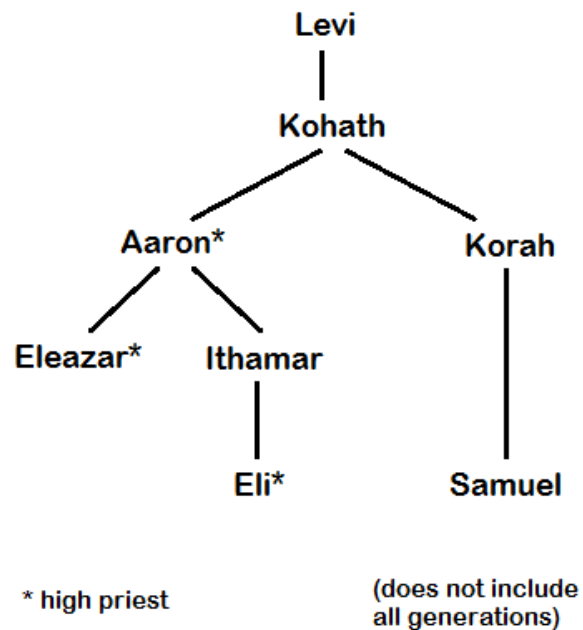 Levi
Kohath
Aaron*
Korah
Eleazar*
Ithamar
Eli*
Samuel
* high priest
(does not include
all generations)